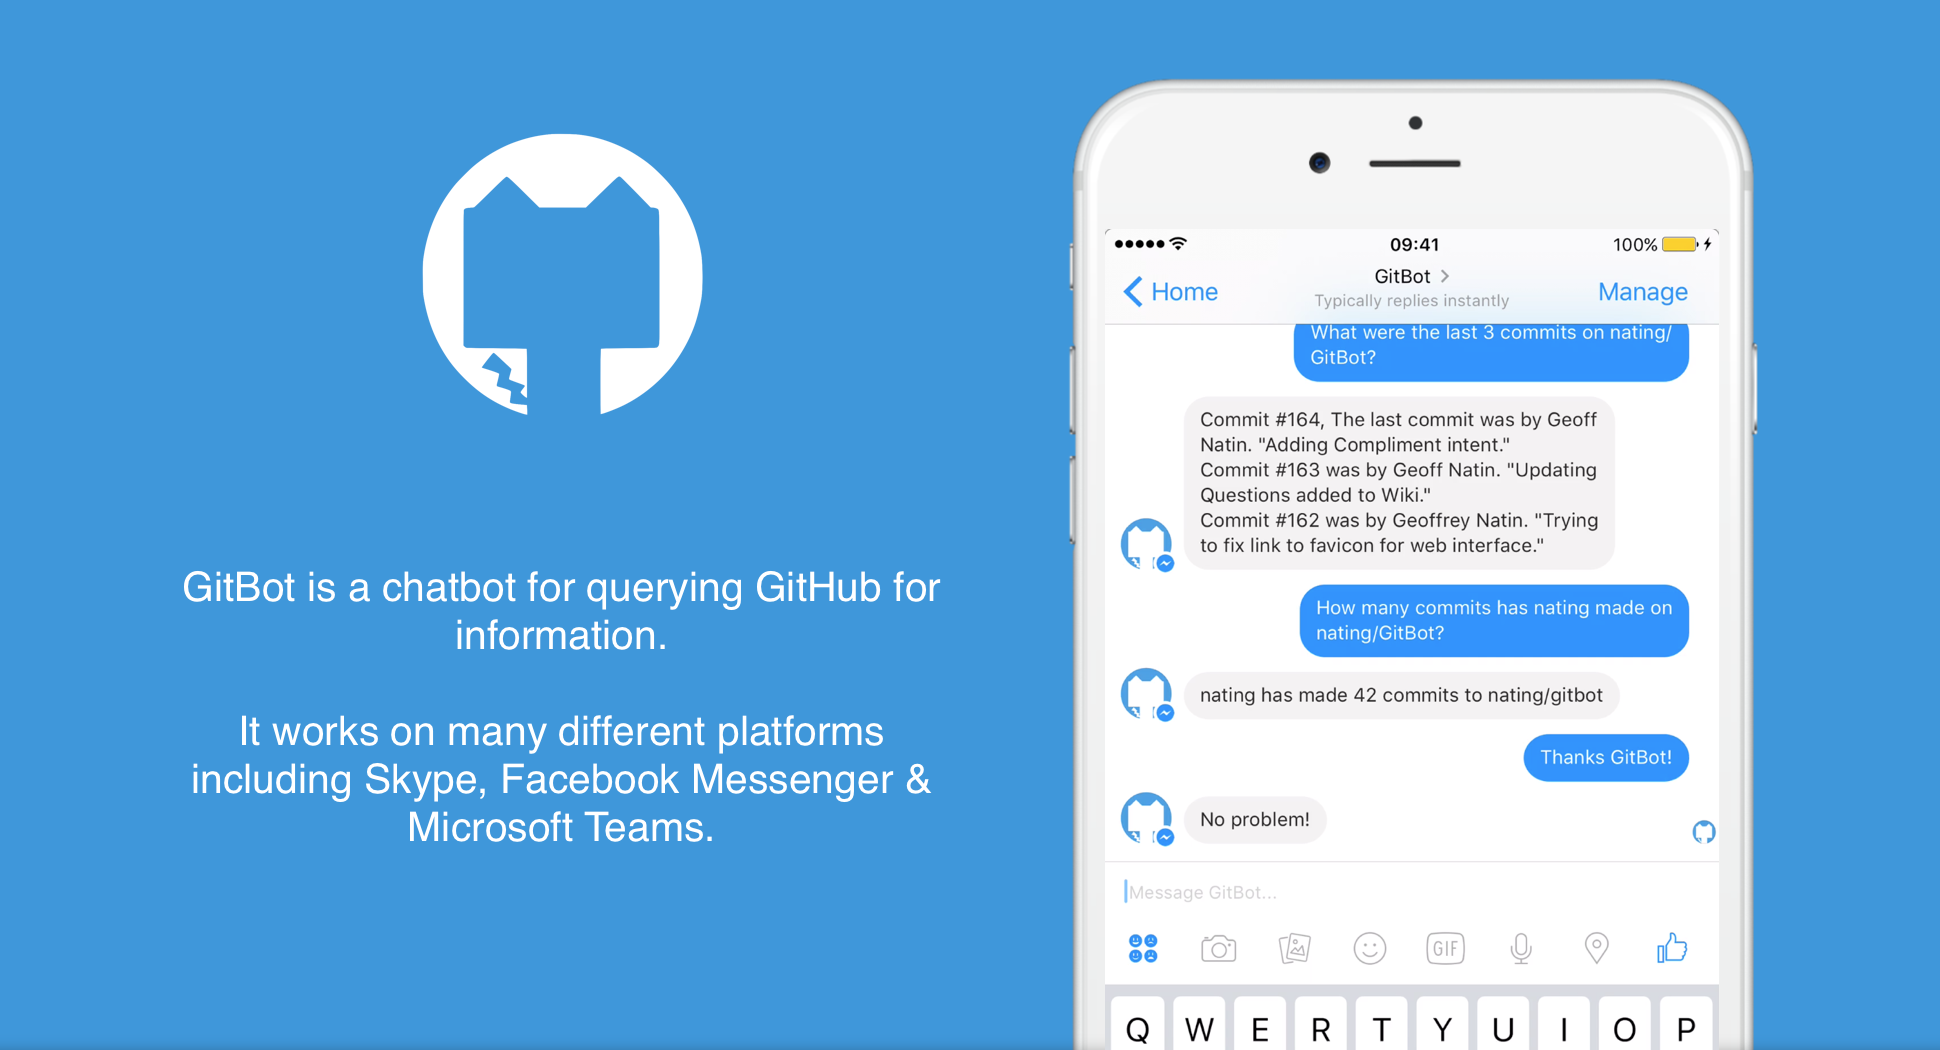 GitBot is a chatbot for querying GitHub for
information.
It works on many different platforms
including Skype, Facebook Messenger &
Microsoft Teams.
09:41
100%
Home
GitBot
Manage
Typically replies instantly
What were the last 3 commits on nating/
GitBot?
Commit #164, The last commit was by Geoff
Natin. "Adding Compliment intent."
Commit #163 was by Geoff Natin. "Updating
Questions added to Wiki."
Commit #162 was by Geoffrey Natin. "Trying
to fix link to favicon for web interface."
How many commits has nating made on
nating/GitBot?
nating has made 42 commits to nating/gitbot
Thanks GitBot!
No problem!
Message GitBot...
GIF
Q W E R T Y U I O P